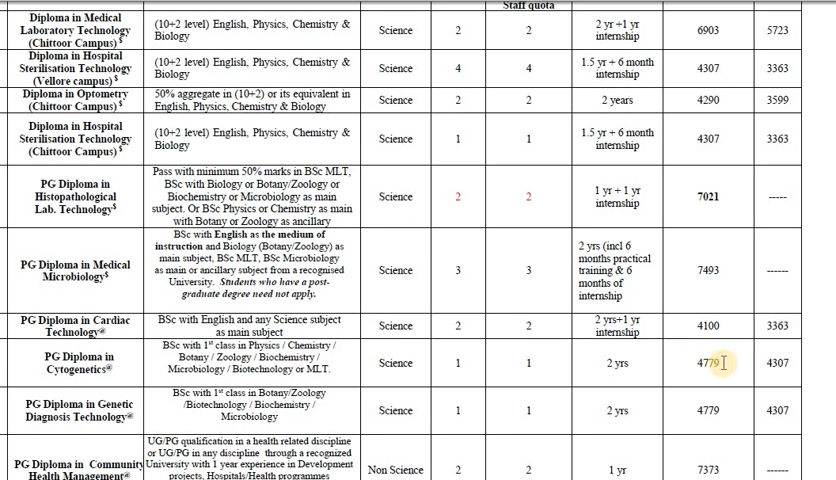 Staff quota
Diploma in Medical
Laboratory Technology
(Chittoor Campus) $
(10+2 level) English, Physics, Chemistry &
Biology
Science
2
2
2 yr +1 yr
internship
6903
5723
Diploma in Hospital
Sterilisation Technology
(Vellore campus) $
(10+2 level) English, Physics, Chemistry &
Biology
Science
4
4
1.5 yr + 6 month
internship
4307
3363
Diploma in Optometry
(Chittoor Campus) $
50% aggregate in (10+2) or its equivalent in
English, Physics, Chemistry & Biology
Science
2
2
2 years
4290
3599
Diploma in Hospital
Sterilisation Technology
(Chittoor Campus) $
(10+2 level) English, Physics, Chemistry &
Biology
Science
1
1
1.5 yr + 6 month
internship
4307
3363
PG Diploma in
Histopathological
Lab. Technology$
Pass with minimum 50% marks in BSc MLT,
BSc with Biology or Botany/Zoology or
Biochemistry or Microbiology as main
subject. Or BSc Physics or Chemistry as main
with Botany or Zoology as ancillary
Science
2
2
1 yr + 1 yr
internship
7021
-----
PG Diploma in Medical
Microbiology$
BSc with English as the medium of
instruction and Biology (Botany/Zoology) as
main subject, BSc MLT, BSc Microbiology
as main or ancillary subject from a recognised
University. Students who have a post-
graduate degree need not apply.
Science
3
3
2 yrs (incl 6
months practical
training & 6
months of
internship
7493
------
PG Diploma in Cardiac
Technology@
BSc with English and any Science subject
as main subject
Science
2
2
2 yrs+1 yr
internship
4100
3363
PG Diploma in
Cytogenetics@
BSc with 1st class in Physics / Chemistry /
Botany / Zoology / Biochemistry /
Microbiology / Biotechnology or MLT.
Science
1
1
2 yrs
4779
4307
PG Diploma in Genetic
Diagnosis Technology@
BSc with 1st class in Botany/Zoology
/Biotechnology / Biochemistry /
Microbiology
Science
1
1
2 yrs
4779
4307
PG Diploma in Community
Health Management@
UG/PG qualification in a health related discipline
or UG/PG in any discipline through a recognized
University with 1 year experience in Development
projects, Hospitals/Health programmes
Non Science
2
2
1 yr
7373
------